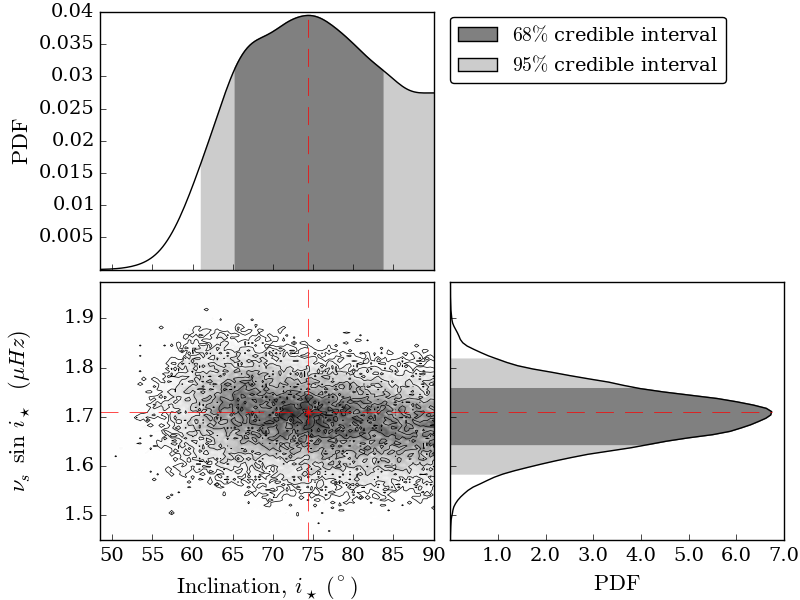 0.04
0.035
0.03
0.025
0.02
0.015
0.01
0.005
PDF
68% credible interval
95% credible interval
1.9
1.8
1.7
1.6
1.5
ν_s sin i⋆ (μHz)
50 55 60 65 70 75 80 85 90
Inclination, i⋆ (°)
1.0 2.0 3.0 4.0 5.0 6.0 7.0
PDF